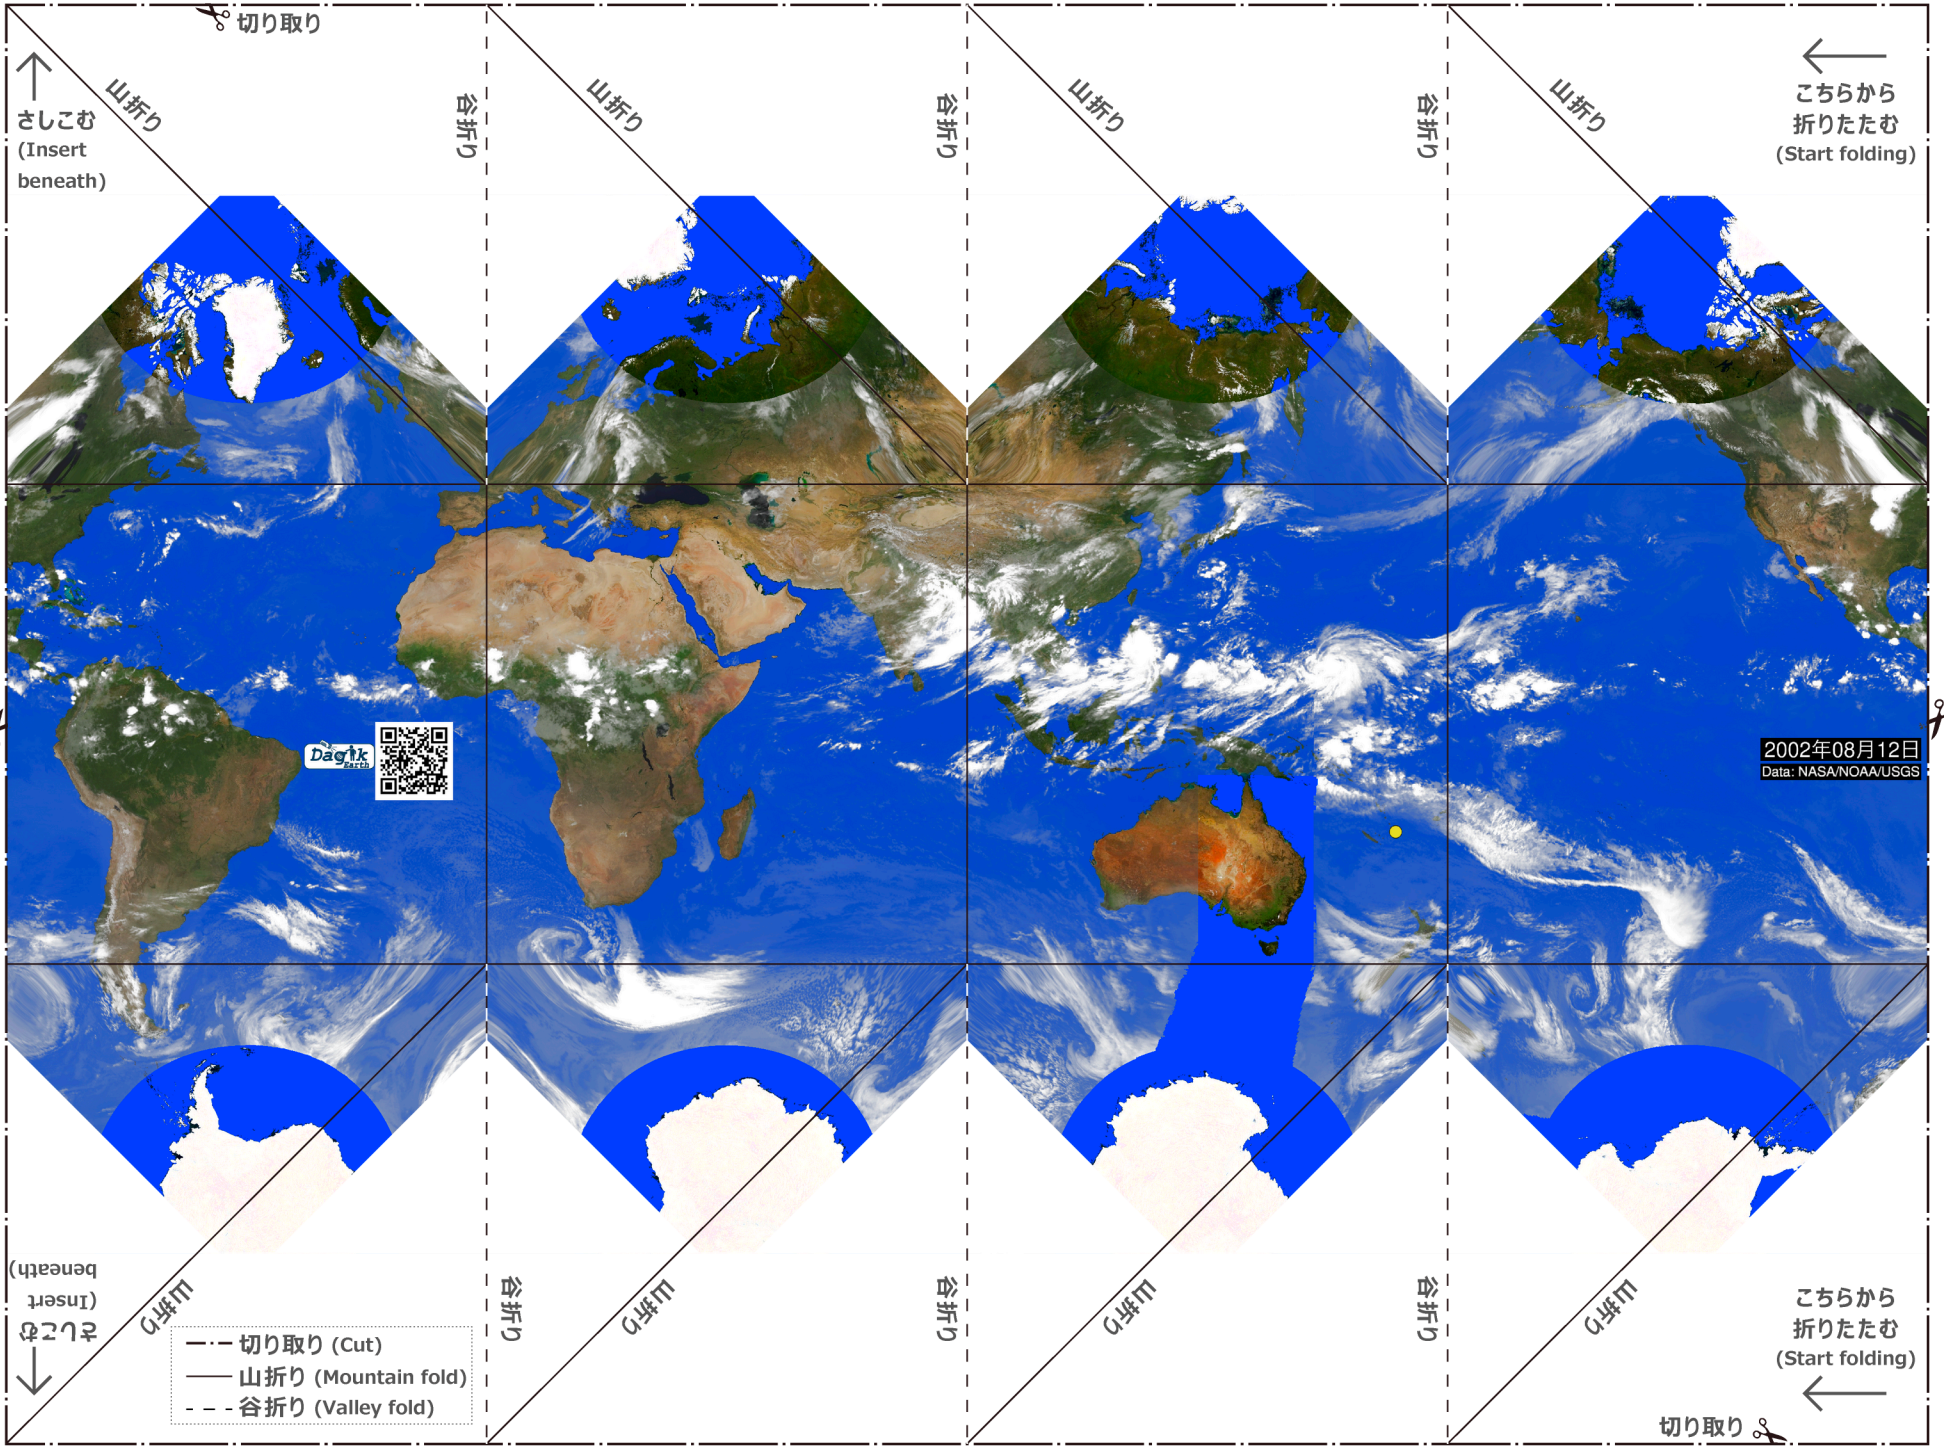 切り取り
山折り
谷折り
山折り
谷折り
山折り
谷折り
山折り
さしこむ
(Insert
beneath)
こちらから
折りたたむ
(Start folding)
Dagik
Earth
2002年08月12日
Data: NASA/NOAA/USGS
さしこむ
(Insert
beneath)
山折り
谷折り
山折り
谷折り
山折り
谷折り
山折り
こちらから
折りたたむ
(Start folding)
切り取り (Cut)
山折り (Mountain fold)
谷折り (Valley fold)
切り取り